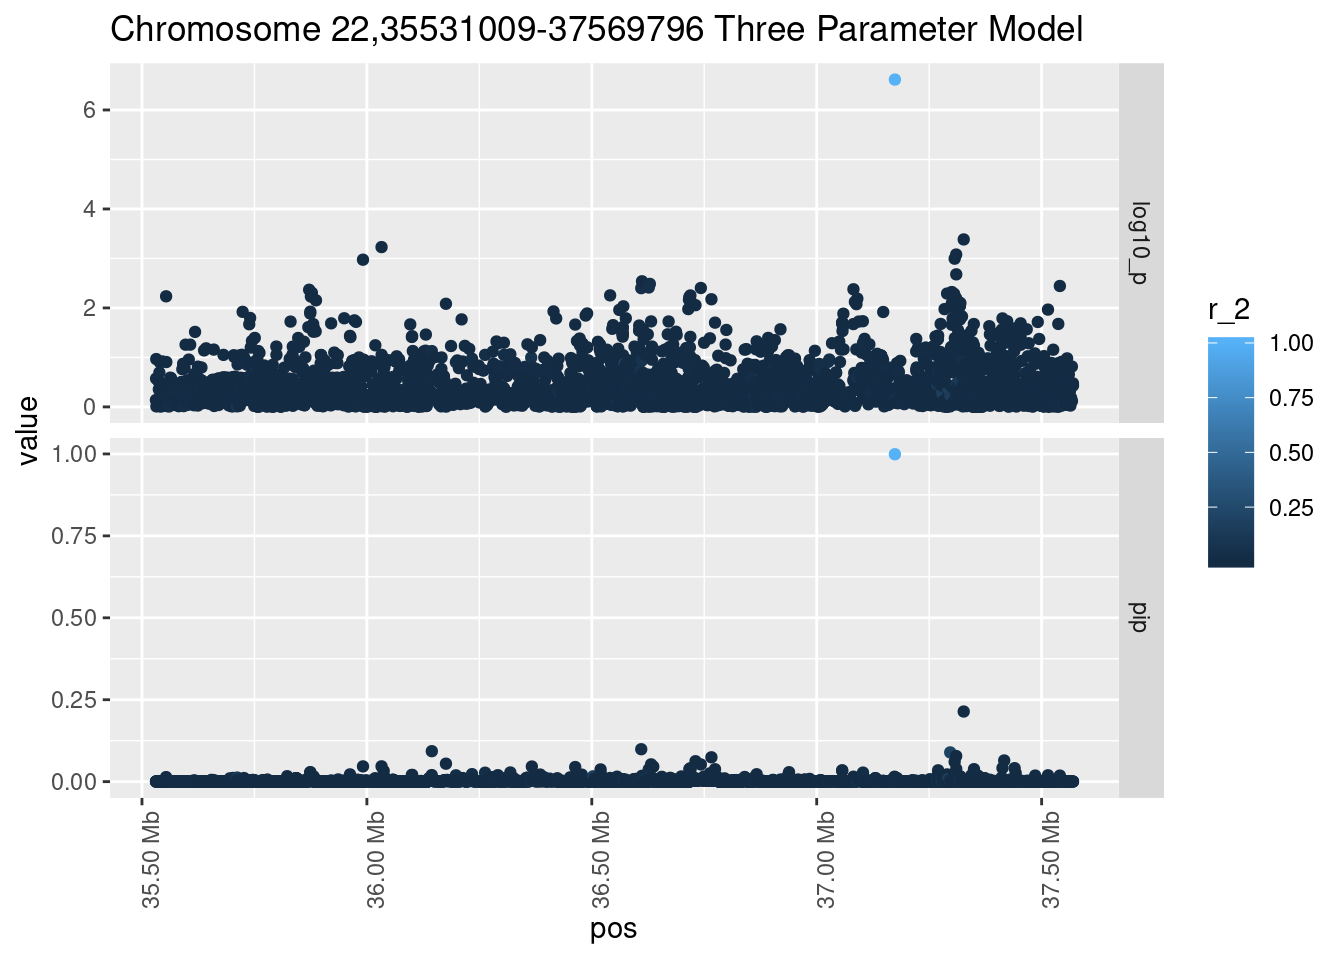 Chromosome 22,35531009-37569796 Three Parameter Model
6
4
2
0
log10_p
value
1.00
0.75
0.50
0.25
0.00
pip
35.50 Mb
36.00 Mb
36.50 Mb
37.00 Mb
37.50 Mb
pos
r_2
1.00
0.75
0.50
0.25